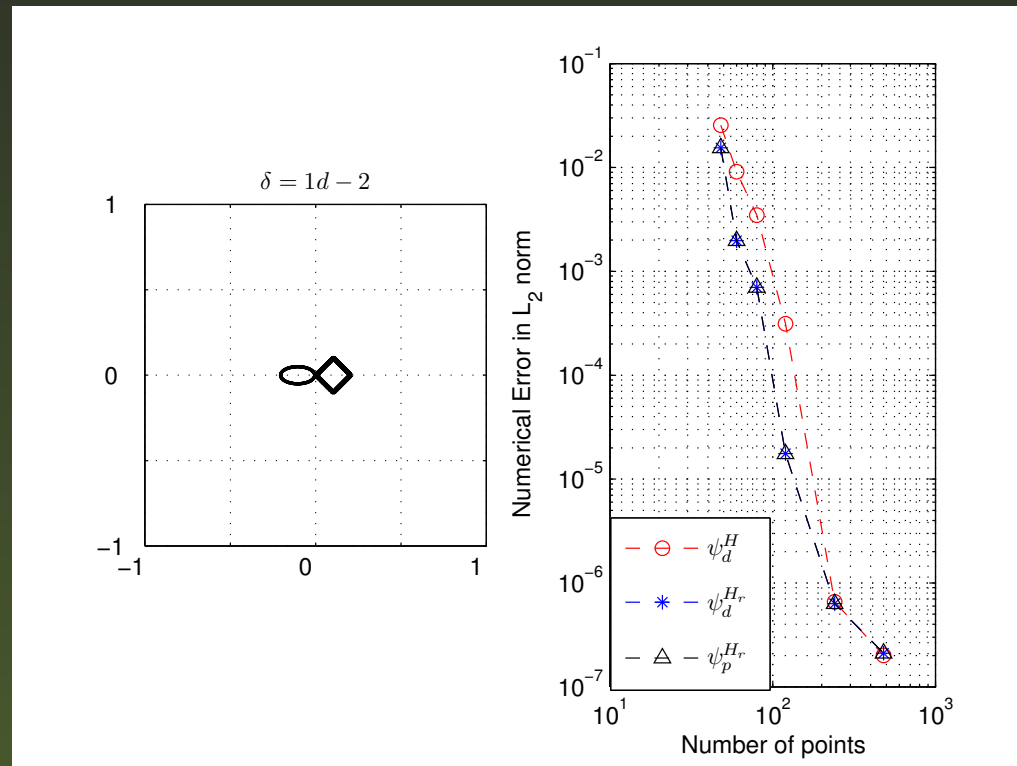 δ = 1d − 2
1
0
−1
−1
0
1
Numerical Error in L_2 norm
10^−1
10^−2
10^−3
10^−4
10^−5
10^−6
10^−7
10^1
10^2
10^3
Number of points
ψ_d^H
ψ_d^{H_r}
ψ_p^{H_r}